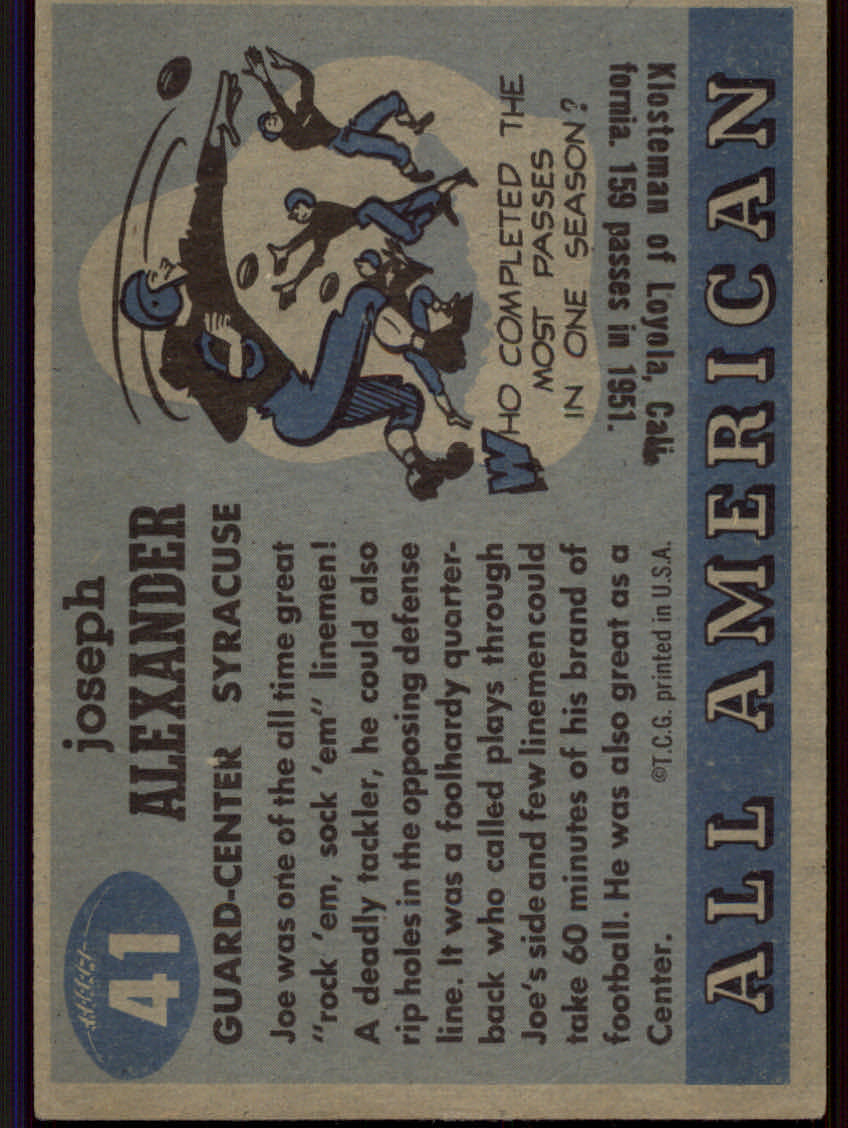 41
joseph
ALEXANDER
GUARD-CENTER SYRACUSE
Joe was one of the all time great
"rock 'em, sock 'em" linemen!
A deadly tackler, he could also
rip holes in the opposing defense
line. It was a foolhardy quarter-
back who called plays through
Joe's side and few linemen could
take 60 minutes of his brand of
football. He was also great as a
Center.
©T.C.G. printed in U.S.A.
WHO COMPLETED THE
MOST PASSES
IN ONE SEASON?
Klosteman of Loyola, Cali-
fornia. 159 passes in 1951.
ALL AMERICAN